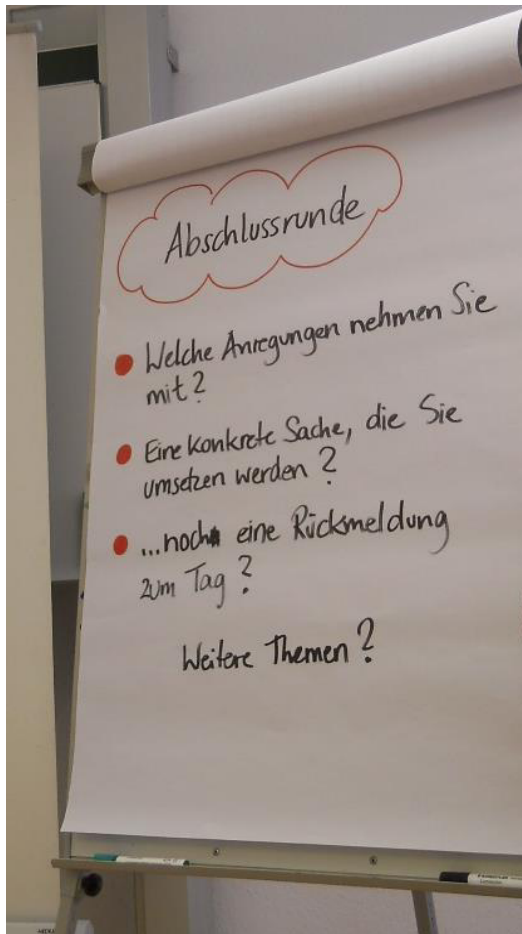 Abschlussrunde
Welche Anregungen nehmen Sie
mit?
Eine konkrete Sache, die Sie
umsetzen werden?
...noch eine Rückmeldung
zum Tag?
Weitere Themen?